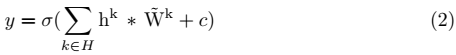 y = σ(∑_{k∈H} h^k * W̃^k + c) (2)